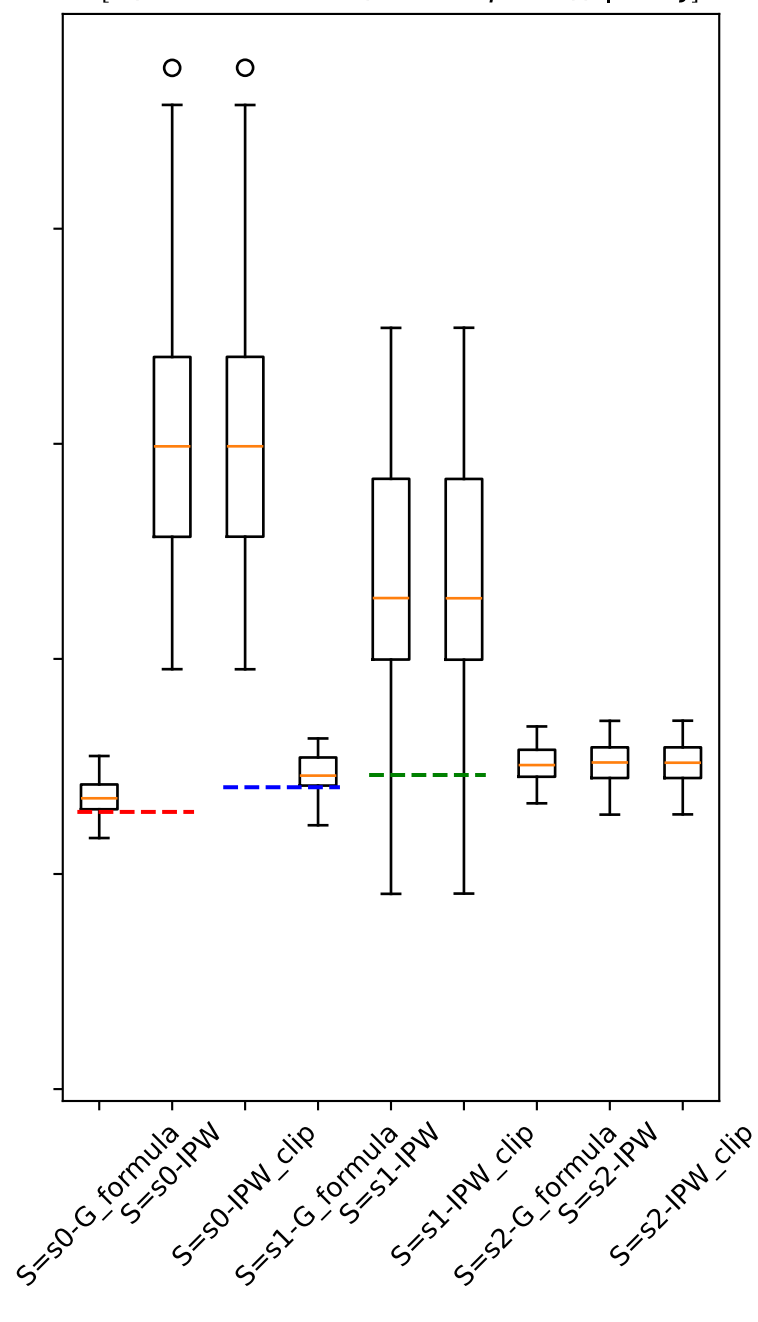 S=s0-G_formula
S=s0-IPW
S=s0-IPW_clip
S=s1-G_formula
S=s1-IPW
S=s1-IPW_clip
S=s2-G_formula
S=s2-IPW
S=s2-IPW_clip